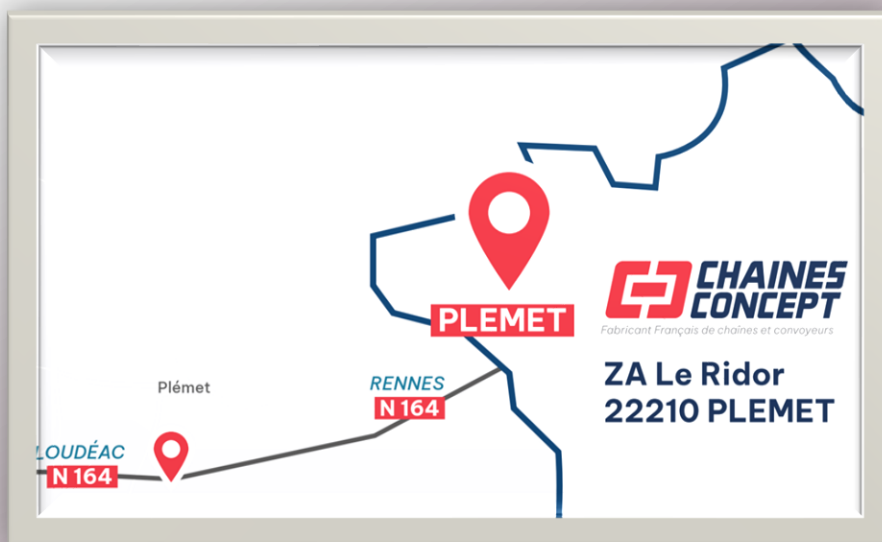 PLEMET
CHAINES
CONCEPT
Fabricant Français de chaînes et convoyeurs
ZA Le Ridor
22210 PLEMET
Plémet
RENNES
N 164
LOUDÉAC
N 164